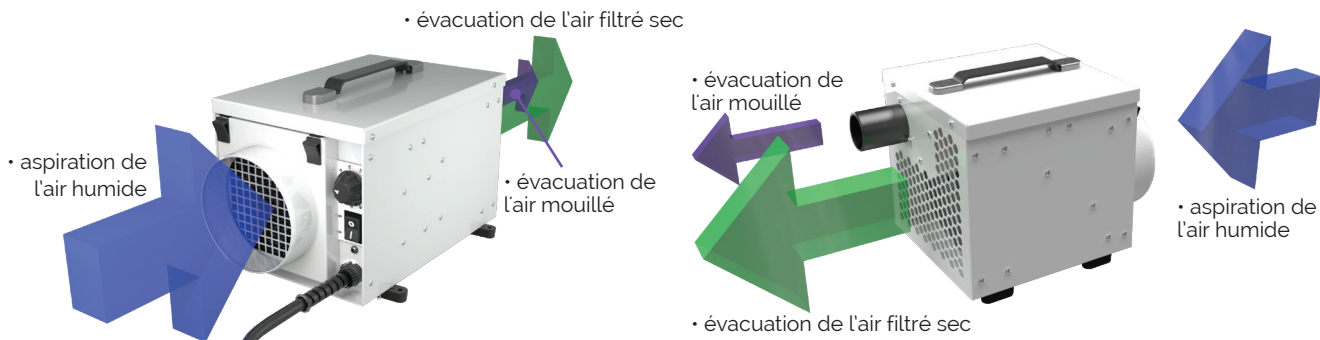 • évacuation de l'air filtré sec
• aspiration de
l'air humide
• évacuation de
l'air mouillé
• évacuation de
l'air mouillé
• aspiration de
l'air humide
• évacuation de l'air filtré sec